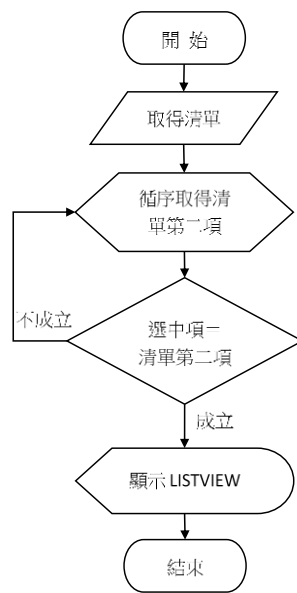 開 始
取得清單
循序取得清
單第二項
不成立
選中項＝
清單第二項
成立
顯示 LISTVIEW
結束